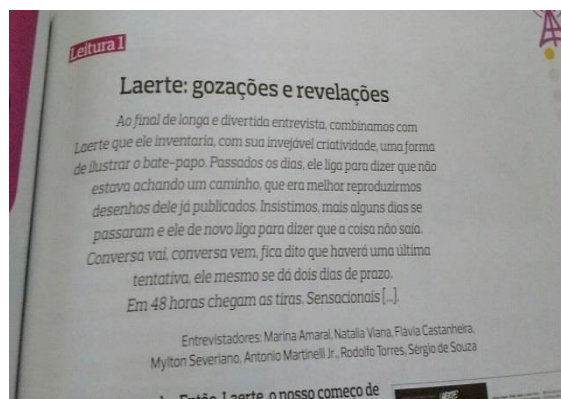 Leitura 1
Laerte: gozações e revelações
Ao final de longa e divertida entrevista, combinamos com
Laerte que ele inventaria, com sua invejável criatividade, uma forma
de ilustrar o bate-papo. Passados os dias, ele liga para dizer que não
estava achando um caminho, que era melhor reproduzirmos
desenhos dele já publicados. Insistimos, mais alguns dias se
passaram e ele de novo liga para dizer que a coisa não saía.
Conversa vai, conversa vem, fica dito que haverá uma última
tentativa, ele mesmo se dá dois dias de prazo.
Em 48 horas chegam as tiras. Sensacionais [...].
Entrevistadores: Marina Amaral, Natalia Viana, Flávia Castanheira,
Mylton Severiano, Antonio Martinelli Jr., Rodolfo Torres, Sérgio de Souza
Então, Laerte, o nosso começo de